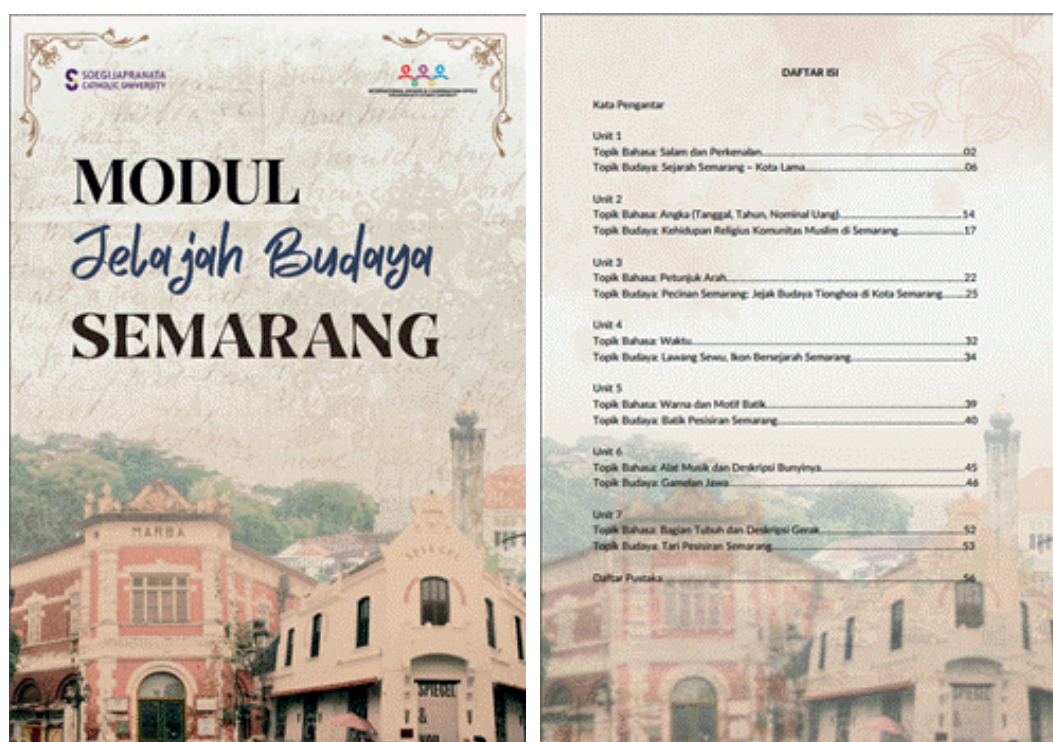 SOEGIJAPRANATA
CATHOLIC UNIVERSITY
MODUL
Jelajah Budaya
SEMARANG
MARBA
SPIEGEL
SPIEGEL
&
DAFTAR ISI
Kata Pengantar
Unit 1
Topik Bahasa: Salam dan Perkenalan 02
Topik Budaya: Sejarah Semarang – Kota Lama 06
Unit 2
Topik Bahasa: Angka (Tanggal, Tahun, Nominal Uang) 14
Topik Budaya: Kehidupan Religius Komunitas Muslim di Semarang 17
Unit 3
Topik Bahasa: Petunjuk Arah 22
Topik Budaya: Pecinan Semarang: Jejak Budaya Tionghoa di Kota Semarang 25
Unit 4
Topik Bahasa: Waktu 32
Topik Budaya: Lawang Sewu, Ikon Bersejarah Semarang 34
Unit 5
Topik Bahasa: Warna dan Motif Batik 39
Topik Budaya: Batik Pesisiran Semarang 40
Unit 6
Topik Bahasa: Alat Musik dan Deskripsi Bunyinya 45
Topik Budaya: Gamelan Jawa 46
Unit 7
Topik Bahasa: Bagian Tubuh dan Deskripsi Gerak 52
Topik Budaya: Tari Pesisiran Semarang 53
Daftar Pustaka 56